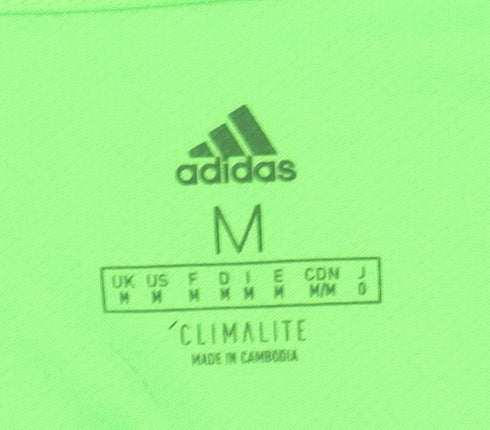 adidas
M
UK US F D I E CDN J
M M M M M M M/M O
CLIMALITE
MADE IN CAMBODIA